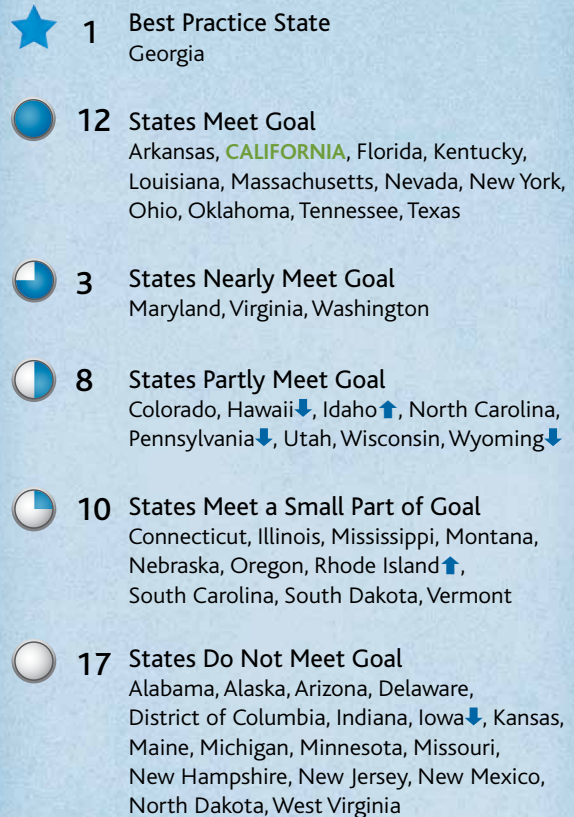 1 Best Practice State
Georgia
12 States Meet Goal
Arkansas, CALIFORNIA, Florida, Kentucky,
Louisiana, Massachusetts, Nevada, New York,
Ohio, Oklahoma, Tennessee, Texas
3 States Nearly Meet Goal
Maryland, Virginia, Washington
8 States Partly Meet Goal
Colorado, Hawaii⬇, Idaho⬆, North Carolina,
Pennsylvania⬇, Utah, Wisconsin, Wyoming⬇
10 States Meet a Small Part of Goal
Connecticut, Illinois, Mississippi, Montana,
Nebraska, Oregon, Rhode Island⬆,
South Carolina, South Dakota, Vermont
17 States Do Not Meet Goal
Alabama, Alaska, Arizona, Delaware,
District of Columbia, Indiana, Iowa⬇, Kansas,
Maine, Michigan, Minnesota, Missouri,
New Hampshire, New Jersey, New Mexico,
North Dakota, West Virginia